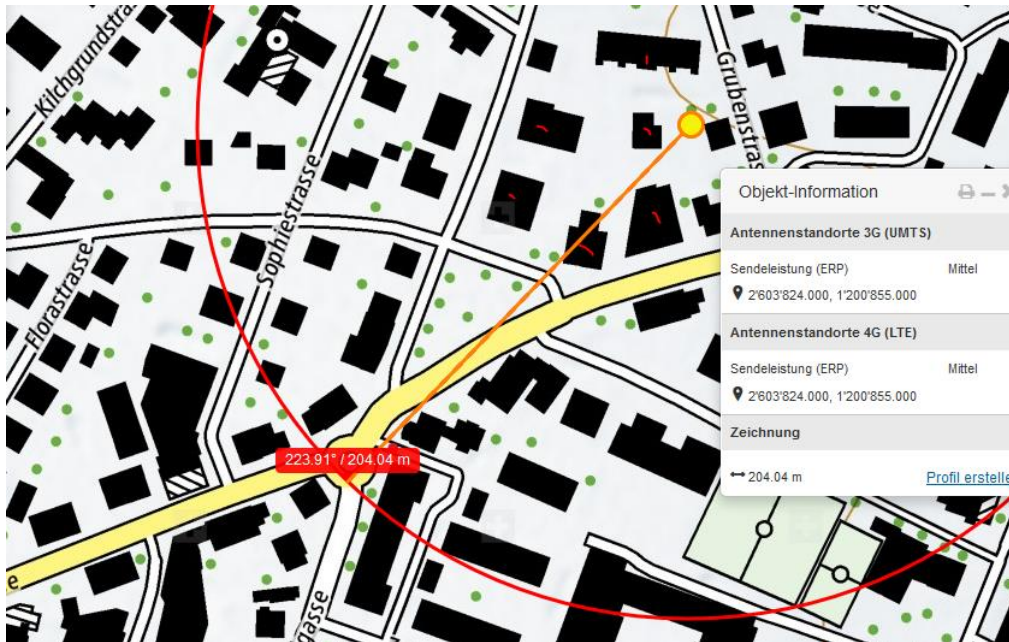 Kilchgrundstra
Sophiestrasse
Florastrasse
Grubenstra
Objekt-Information
Antennenstandorte 3G (UMTS)
Sendeleistung (ERP) Mittel
2'603'824.000, 1'200'855.000
Antennenstandorte 4G (LTE)
Sendeleistung (ERP) Mittel
2'603'824.000, 1'200'855.000
Zeichnung
204.04 m Profil erstelle
223.91° / 204.04 m
e
gasse